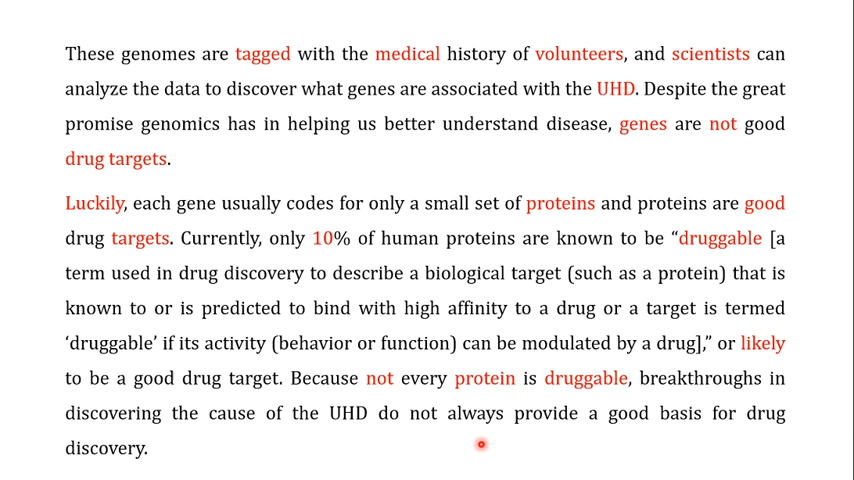 These genomes are tagged with the medical history of volunteers, and scientists can
analyze the data to discover what genes are associated with the UHD. Despite the great
promise genomics has in helping us better understand disease, genes are not good
drug targets.
Luckily, each gene usually codes for only a small set of proteins and proteins are good
drug targets. Currently, only 10% of human proteins are known to be “druggable [a
term used in drug discovery to describe a biological target (such as a protein) that is
known to or is predicted to bind with high affinity to a drug or a target is termed
‘druggable’ if its activity (behavior or function) can be modulated by a drug],” or likely
to be a good drug target. Because not every protein is druggable, breakthroughs in
discovering the cause of the UHD do not always provide a good basis for drug
discovery.